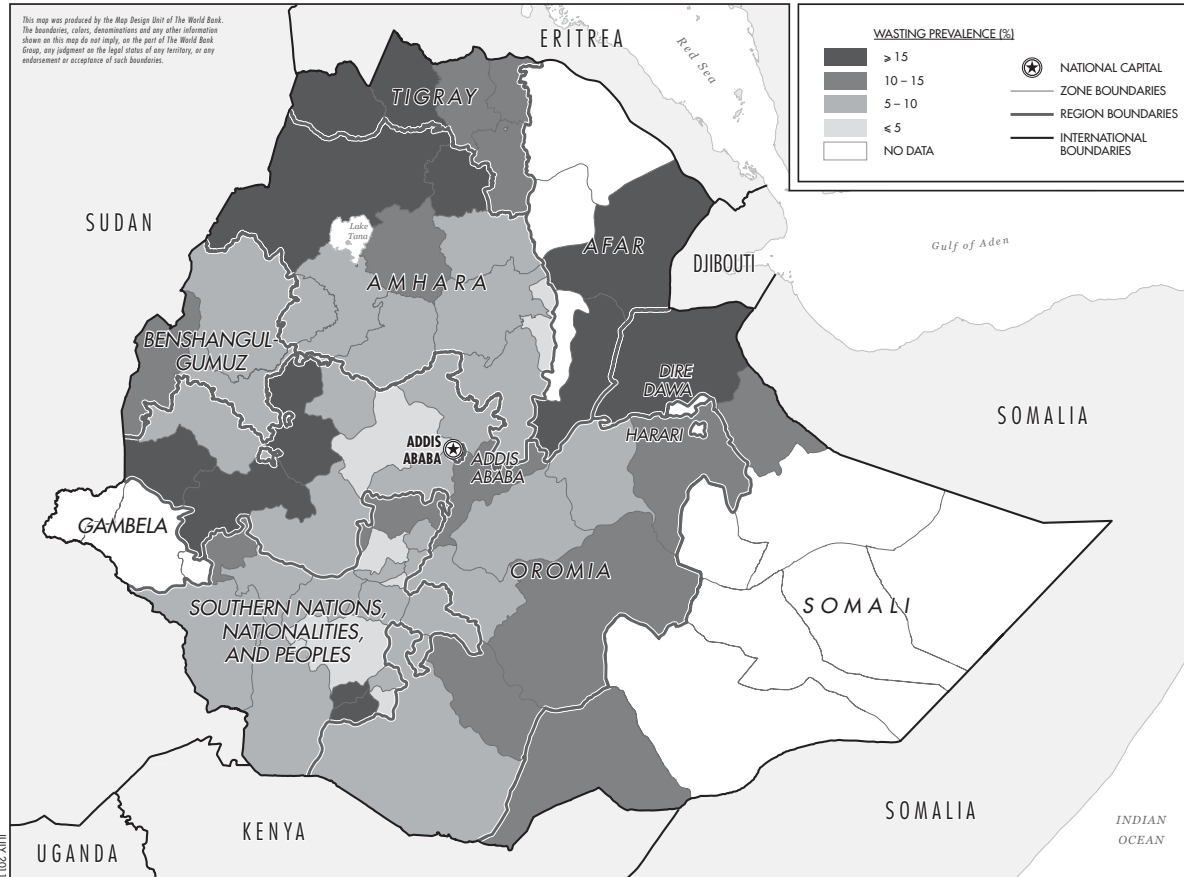 This map was produced by the Map Design Unit of The World Bank.
The boundaries, colors, denominations and any other information
shown on this map do not imply, on the part of The World Bank
Group, any judgment on the legal status of any territory, or any
endorsement or acceptance of such boundaries.
WASTING PREVALENCE (%)
⩾ 15
10 – 15
5 – 10
⩽ 5
NO DATA
NATIONAL CAPITAL
ZONE BOUNDARIES
REGION BOUNDARIES
INTERNATIONAL
BOUNDARIES
ERITREA
Red Sea
TIGRAY
SUDAN
Lake
Tana
AFAR
Gulf of Aden
DJIBOUTI
AMHARA
BENSHANGUL-
GUMUZ
DIRE
DAWA
SOMALIA
HARARI
ADDIS
ABABA
ADDIS
ABABA
GAMBELA
OROMIA
SOMALI
SOUTHERN NATIONS,
NATIONALITIES,
AND PEOPLES
SOMALIA
KENYA
UGANDA
INDIAN
OCEAN